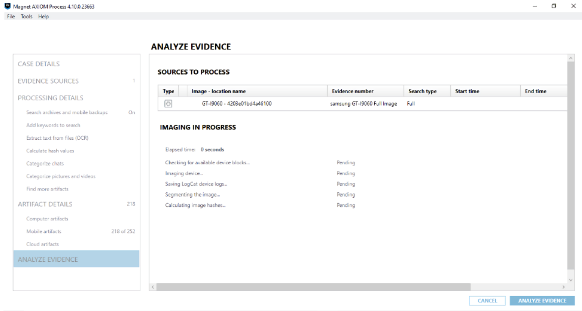 Magnet AXIOM Process 4.10.0.23663
File Tools Help
ANALYZE EVIDENCE
CASE DETAILS
EVIDENCE SOURCES 1
PROCESSING DETAILS
Search archives and mobile backups On
Add keywords to search
Extract text from files (OCR)
Calculate hash values
Categorize chats
Categorize pictures and videos
Find more artifacts
ARTIFACT DETAILS 218
Computer artifacts
Mobile artifacts 218 of 252
Cloud artifacts
ANALYZE EVIDENCE
SOURCES TO PROCESS
Type Image - location name Evidence number Search type Start time End time
GT-I9060 - samsung GT-I9060 Full Image Full
IMAGING IN PROGRESS
Elapsed time: 0 seconds
Checking for available device blocks... Pending
Imaging device... Pending
Saving LogCat device logs... Pending
Segmenting the image... Pending
Calculating image hashes... Pending
CANCEL ANALYZE EVIDENCE